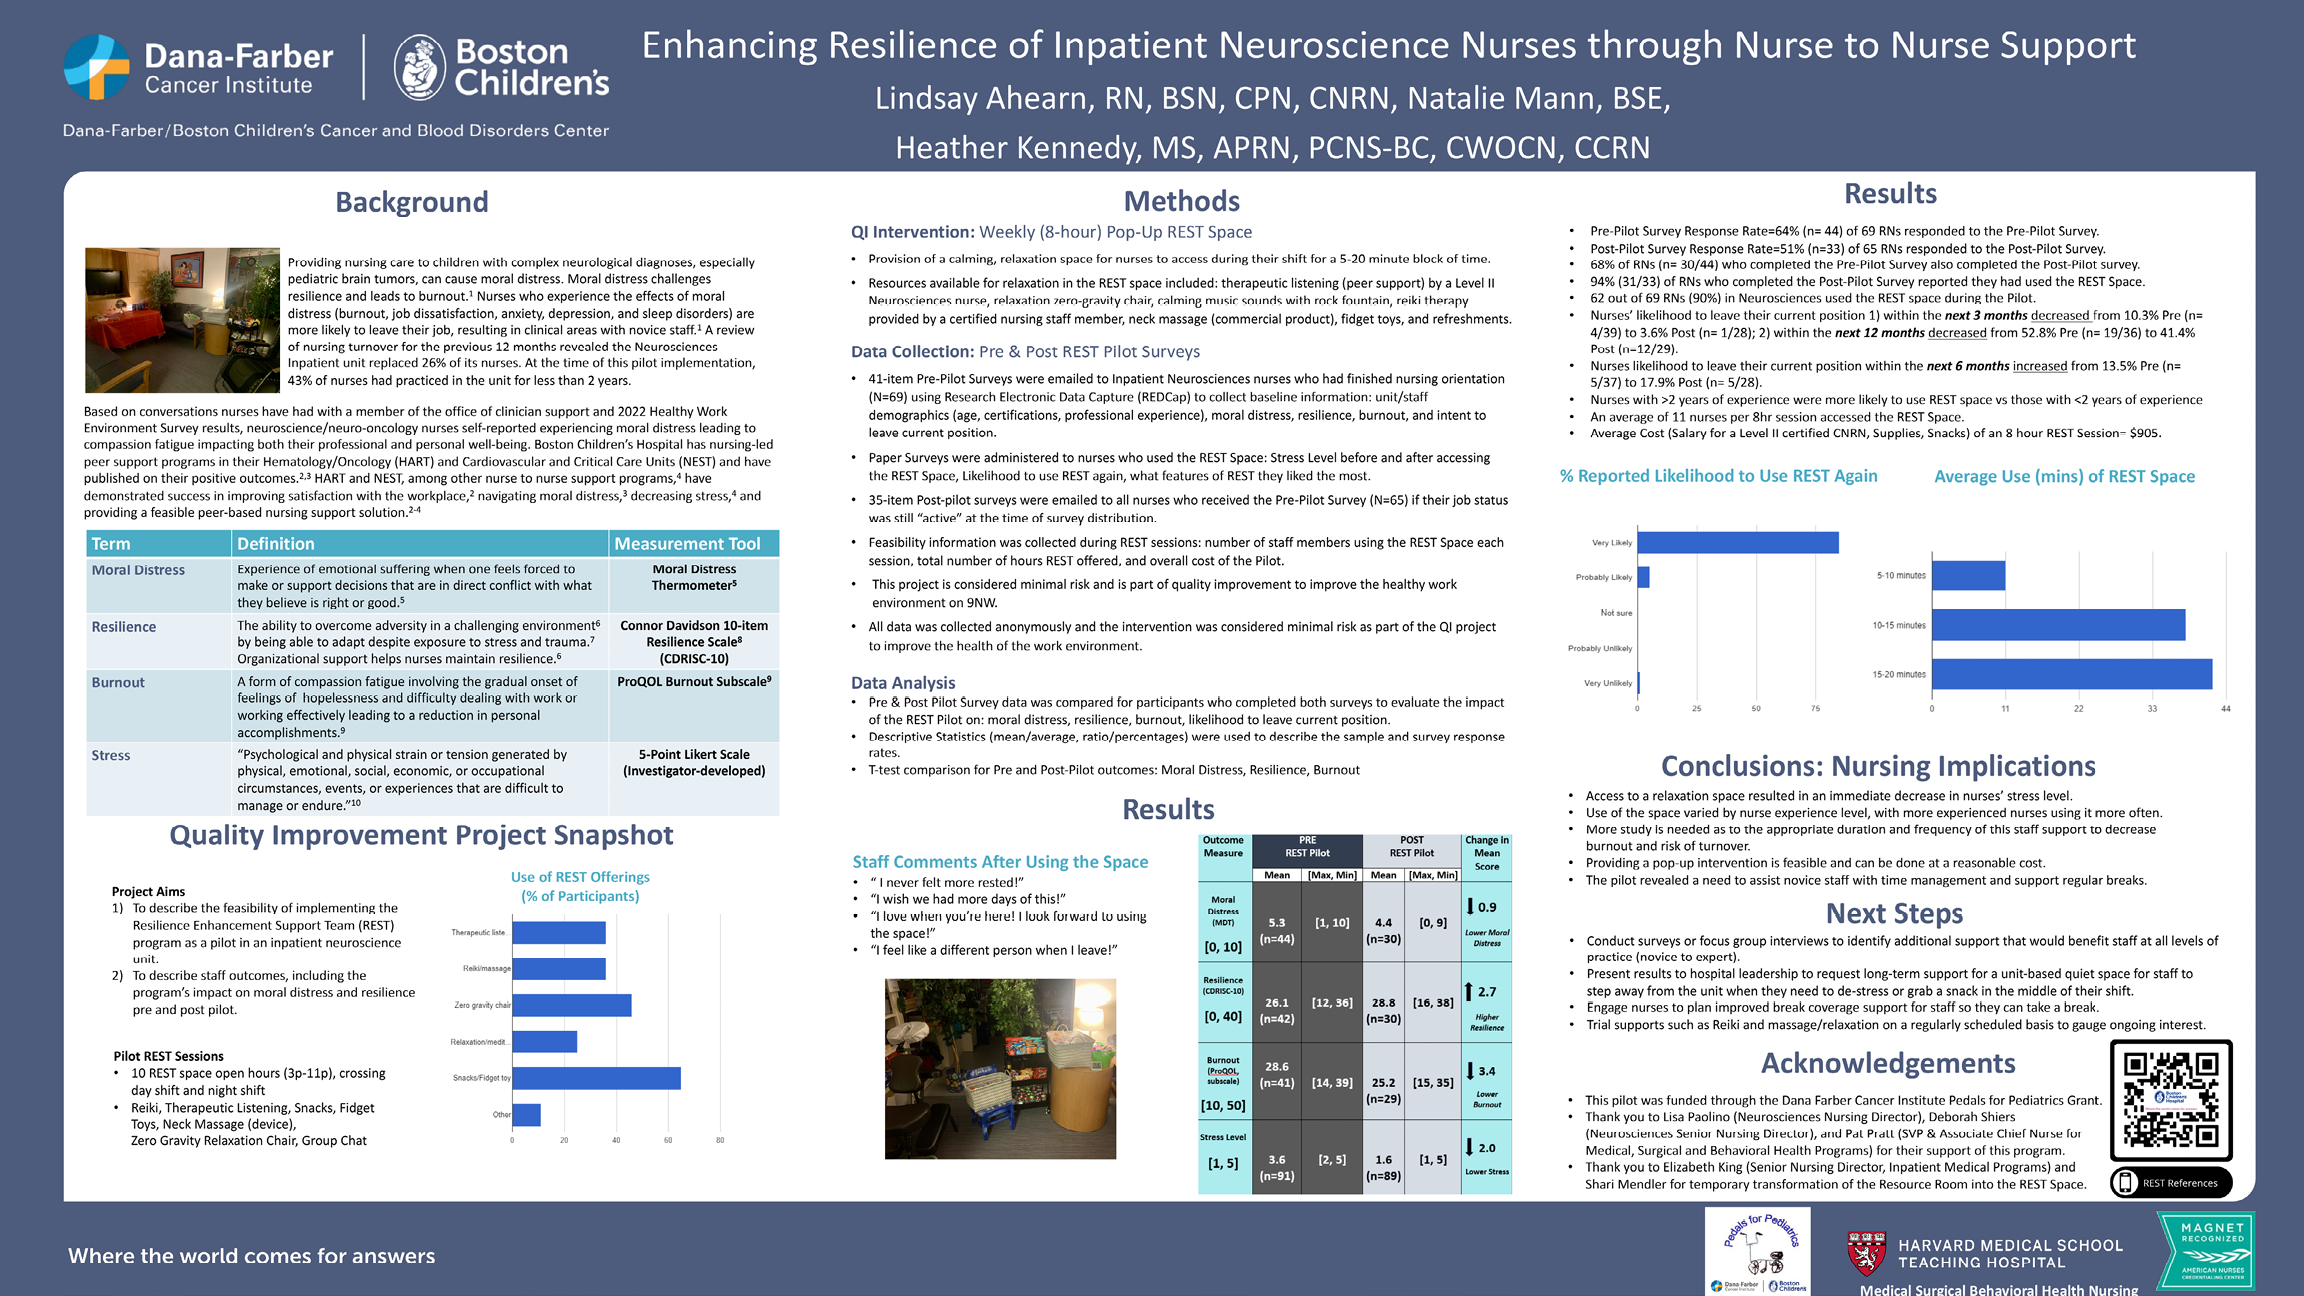 Dana-Farber
Cancer Institute
Boston
Children's
Dana-Farber/Boston Children's Cancer and Blood Disorders Center
Enhancing Resilience of Inpatient Neuroscience Nurses through Nurse to Nurse Support
Lindsay Ahearn, RN, BSN, CPN, CNRN, Natalie Mann, BSE,
Heather Kennedy, MS, APRN, PCNS-BC, CWOCN, CCRN
Background
Providing nursing care to children with complex neurological diagnoses, especially
pediatric brain tumors, can cause moral distress. Moral distress challenges
resilience and leads to burnout.¹ Nurses who experience the effects of moral
distress (burnout, job dissatisfaction, anxiety, depression, and sleep disorders) are
more likely to leave their job, resulting in clinical areas with novice staff.¹ A review
of nursing turnover for the previous 12 months revealed the Neurosciences
Inpatient unit replaced 26% of its nurses. At the time of this pilot implementation,
43% of nurses had practiced in the unit for less than 2 years.
Based on conversations nurses have had with a member of the office of clinician support and 2022 Healthy Work
Environment Survey results, neuroscience/neuro-oncology nurses self-reported experiencing moral distress leading to
compassion fatigue impacting both their professional and personal well-being. Boston Children's Hospital has nursing-led
peer support programs in their Hematology/Oncology (HART) and Cardiovascular and Critical Care Units (NEST) and have
published on their positive outcomes.²,³ HART and NEST, among other nurse to nurse support programs,⁴ have
demonstrated success in improving satisfaction with the workplace,² navigating moral distress,³ decreasing stress,⁴ and
providing a feasible peer-based nursing support solution.²⁻⁴
Term Definition Measurement Tool
Moral Distress
Experience of emotional suffering when one feels forced to
make or support decisions that are in direct conflict with what
they believe is right or good.⁵
Moral Distress
Thermometer⁵
Resilience
The ability to overcome adversity in a challenging environment⁶
by being able to adapt despite exposure to stress and trauma.⁷
Organizational support helps nurses maintain resilience.⁶
Connor Davidson 10-item
Resilience Scale⁸
(CDRISC-10)
Burnout
A form of compassion fatigue involving the gradual onset of
feelings of hopelessness and difficulty dealing with work or
working effectively leading to a reduction in personal
accomplishments.⁹
ProQOL Burnout Subscale⁹
Stress
“Psychological and physical strain or tension generated by
physical, emotional, social, economic, or occupational
circumstances, events, or experiences that are difficult to
manage or endure.”¹⁰
5-Point Likert Scale
(Investigator-developed)
Quality Improvement Project Snapshot
Project Aims
1) To describe the feasibility of implementing the
Resilience Enhancement Support Team (REST)
program as a pilot in an inpatient neuroscience
unit.
2) To describe staff outcomes, including the
program's impact on moral distress and resilience
pre and post pilot.
Pilot REST Sessions
• 10 REST space open hours (3p-11p), crossing
day shift and night shift
• Reiki, Therapeutic Listening, Snacks, Fidget
Toys, Neck Massage (device),
Zero Gravity Relaxation Chair, Group Chat
Use of REST Offerings
(% of Participants)
Therapeutic liste...
Reiki/massage
Zero gravity chair
Relaxation/medit...
Snacks/Fidget toy
Other
0 20 40 60 80
Methods
QI Intervention: Weekly (8-hour) Pop-Up REST Space
• Provision of a calming, relaxation space for nurses to access during their shift for a 5-20 minute block of time.
• Resources available for relaxation in the REST space included: therapeutic listening (peer support) by a Level II
Neurosciences nurse, relaxation zero-gravity chair, calming music sounds with rock fountain, reiki therapy
provided by a certified nursing staff member, neck massage (commercial product), fidget toys, and refreshments.
Data Collection: Pre & Post REST Pilot Surveys
• 41-item Pre-Pilot Surveys were emailed to Inpatient Neurosciences nurses who had finished nursing orientation
(N=69) using Research Electronic Data Capture (REDCap) to collect baseline information: unit/staff
demographics (age, certifications, professional experience), moral distress, resilience, burnout, and intent to
leave current position.
• Paper Surveys were administered to nurses who used the REST Space: Stress Level before and after accessing
the REST Space, Likelihood to use REST again, what features of REST they liked the most.
• 35-item Post-pilot surveys were emailed to all nurses who received the Pre-Pilot Survey (N=65) if their job status
was still “active” at the time of survey distribution.
• Feasibility information was collected during REST sessions: number of staff members using the REST Space each
session, total number of hours REST offered, and overall cost of the Pilot.
• This project is considered minimal risk and is part of quality improvement to improve the healthy work
environment on 9NW.
• All data was collected anonymously and the intervention was considered minimal risk as part of the QI project
to improve the health of the work environment.
Data Analysis
• Pre & Post Pilot Survey data was compared for participants who completed both surveys to evaluate the impact
of the REST Pilot on: moral distress, resilience, burnout, likelihood to leave current position.
• Descriptive Statistics (mean/average, ratio/percentages) were used to describe the sample and survey response
rates.
• T-test comparison for Pre and Post-Pilot outcomes: Moral Distress, Resilience, Burnout
Results
Staff Comments After Using the Space
• “ I never felt more rested!”
• “I wish we had more days of this!”
• “I love when you're here! I look forward to using
the space!”
• “I feel like a different person when I leave!”
Outcome Measure PRE REST Pilot POST REST Pilot Change in Mean Score
Mean [Max, Min] Mean [Max, Min]
Moral Distress (MDT) [0, 10] 5.3 (n=44) [1, 10] 4.4 (n=30) [0, 9] 0.9 Lower Moral Distress
Resilience (CDRISC-10) [0, 40] 26.1 (n=42) [12, 36] 28.8 (n=30) [16, 38] 2.7 Higher Resilience
Burnout (ProQOL, subscale) [10, 50] 28.6 (n=41) [14, 39] 25.2 (n=29) [15, 35] 3.4 Lower Burnout
Stress Level [1, 5] 3.6 (n=91) [2, 5] 1.6 (n=89) [1, 5] 2.0 Lower Stress
Results
• Pre-Pilot Survey Response Rate=64% (n= 44) of 69 RNs responded to the Pre-Pilot Survey.
• Post-Pilot Survey Response Rate=51% (n=33) of 65 RNs responded to the Post-Pilot Survey.
• 68% of RNs (n= 30/44) who completed the Pre-Pilot Survey also completed the Post-Pilot survey.
• 94% (31/33) of RNs who completed the Post-Pilot Survey reported they had used the REST Space.
• 62 out of 69 RNs (90%) in Neurosciences used the REST space during the Pilot.
• Nurses' likelihood to leave their current position 1) within the next 3 months decreased from 10.3% Pre (n=
4/39) to 3.6% Post (n= 1/28); 2) within the next 12 months decreased from 52.8% Pre (n= 19/36) to 41.4%
Post (n=12/29).
• Nurses likelihood to leave their current position within the next 6 months increased from 13.5% Pre (n=
5/37) to 17.9% Post (n= 5/28).
• Nurses with >2 years of experience were more likely to use REST space vs those with <2 years of experience
• An average of 11 nurses per 8hr session accessed the REST Space.
• Average Cost (Salary for a Level II certified CNRN, Supplies, Snacks) of an 8 hour REST Session= $905.
% Reported Likelihood to Use REST Again
Very Likely
Probably Likely
Not sure
Probably Unlikely
Very Unlikely
0 25 50 75
Average Use (mins) of REST Space
5-10 minutes
10-15 minutes
15-20 minutes
0 11 22 33 44
Conclusions: Nursing Implications
• Access to a relaxation space resulted in an immediate decrease in nurses' stress level.
• Use of the space varied by nurse experience level, with more experienced nurses using it more often.
• More study is needed as to the appropriate duration and frequency of this staff support to decrease
burnout and risk of turnover.
• Providing a pop-up intervention is feasible and can be done at a reasonable cost.
• The pilot revealed a need to assist novice staff with time management and support regular breaks.
Next Steps
• Conduct surveys or focus group interviews to identify additional support that would benefit staff at all levels of
practice (novice to expert).
• Present results to hospital leadership to request long-term support for a unit-based quiet space for staff to
step away from the unit when they need to de-stress or grab a snack in the middle of their shift.
• Engage nurses to plan improved break coverage support for staff so they can take a break.
• Trial supports such as Reiki and massage/relaxation on a regularly scheduled basis to gauge ongoing interest.
Acknowledgements
• This pilot was funded through the Dana Farber Cancer Institute Pedals for Pediatrics Grant.
• Thank you to Lisa Paolino (Neurosciences Nursing Director), Deborah Shiers
(Neurosciences Senior Nursing Director), and Pat Pratt (SVP & Associate Chief Nurse for
Medical, Surgical and Behavioral Health Programs) for their support of this program.
• Thank you to Elizabeth King (Senior Nursing Director, Inpatient Medical Programs) and
Shari Mendler for temporary transformation of the Resource Room into the REST Space.
REST References
Where the world comes for answers
Pedals for Pediatrics
Dana-Farber
Cancer Institute
Boston
Children's
HARVARD MEDICAL SCHOOL
TEACHING HOSPITAL
MAGNET
RECOGNIZED
AMERICAN NURSES
CREDENTIALING CENTER
Medical Surgical Behavioral Health Nursing